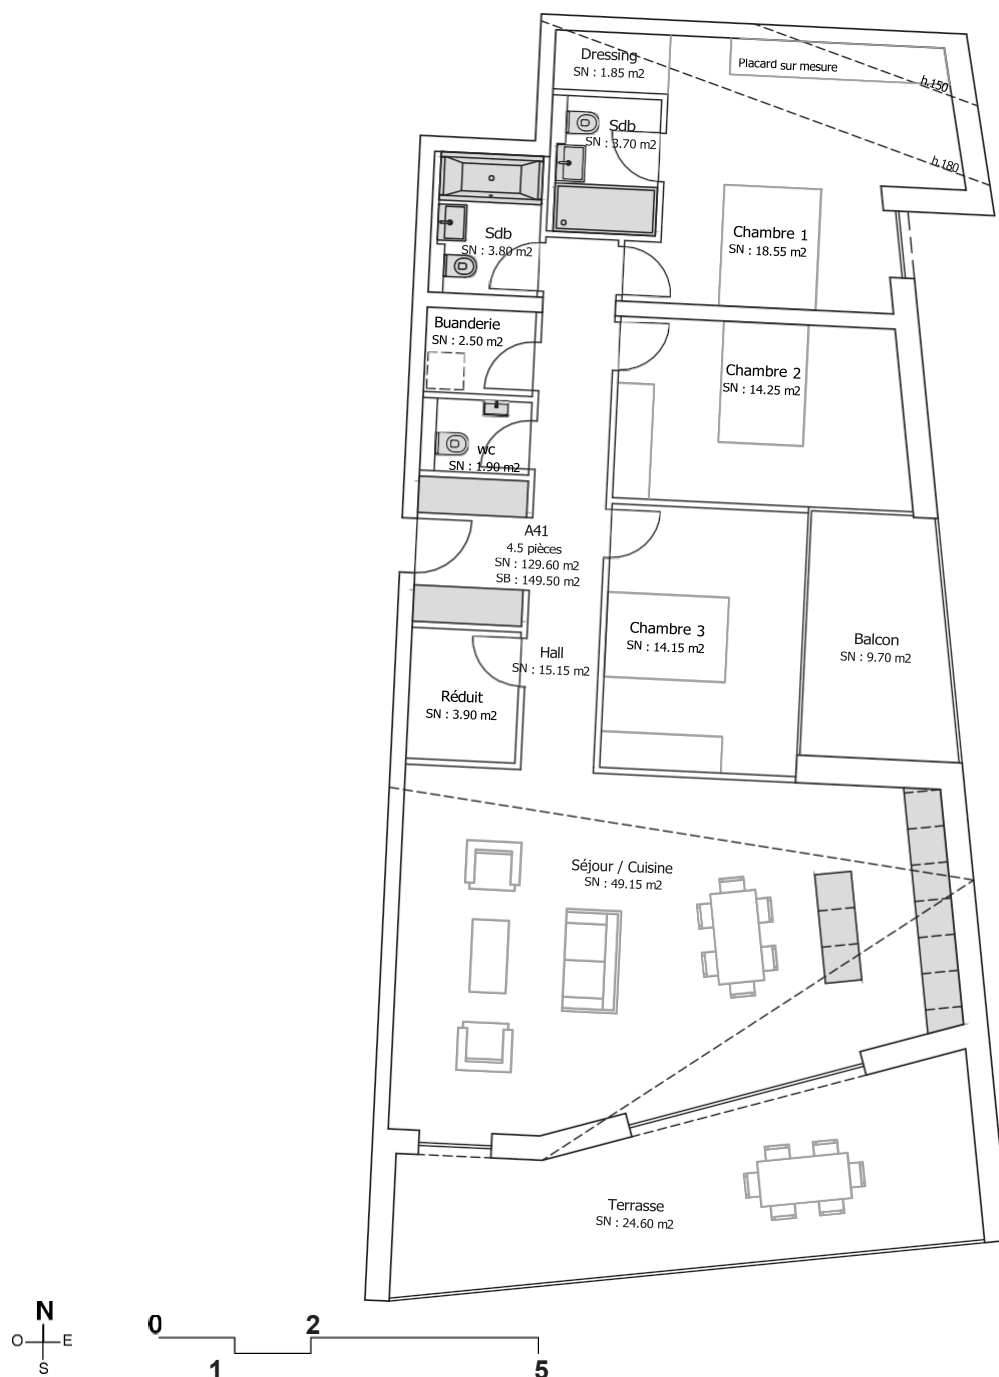 Dressing
SN : 1.85 m2
Placard sur mesure
h.150
Sdb
SN : 3.70 m2
h.180
Sdb
SN : 3.80 m2
Chambre 1
SN : 18.55 m2
Buanderie
SN : 2.50 m2
Chambre 2
SN : 14.25 m2
wc
SN : 1.90 m2
A41
4.5 pièces
SN : 129.60 m2
SB : 149.50 m2
Chambre 3
SN : 14.15 m2
Balcon
SN : 9.70 m2
Hall
SN : 15.15 m2
Réduit
SN : 3.90 m2
Séjour / Cuisine
SN : 49.15 m2
Terrasse
SN : 24.60 m2
N
O E
S
0 2
1 5